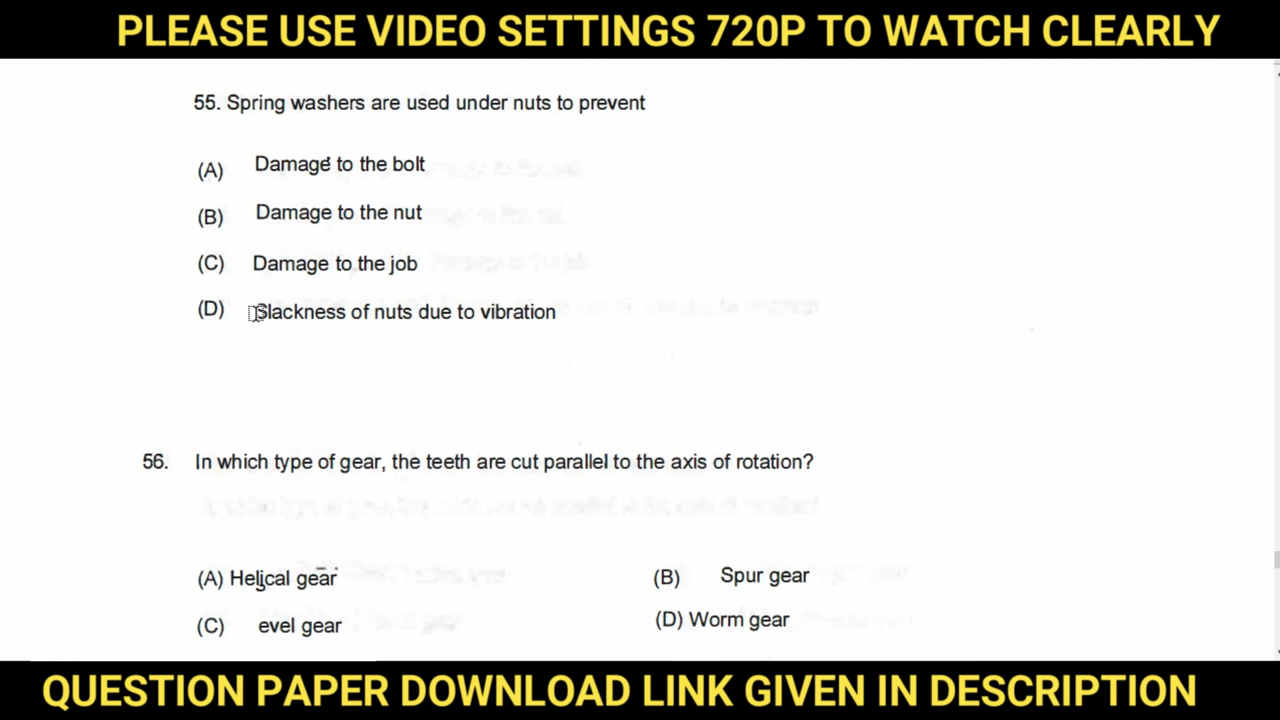 PLEASE USE VIDEO SETTINGS 720P TO WATCH CLEARLY
55. Spring washers are used under nuts to prevent
(A) Damage to the bolt
(B) Damage to the nut
(C) Damage to the job
(D) Slackness of nuts due to vibration
56. In which type of gear, the teeth are cut parallel to the axis of rotation?
(A) Helical gear (B) Spur gear
(C) evel gear (D) Worm gear
QUESTION PAPER DOWNLOAD LINK GIVEN IN DESCRIPTION